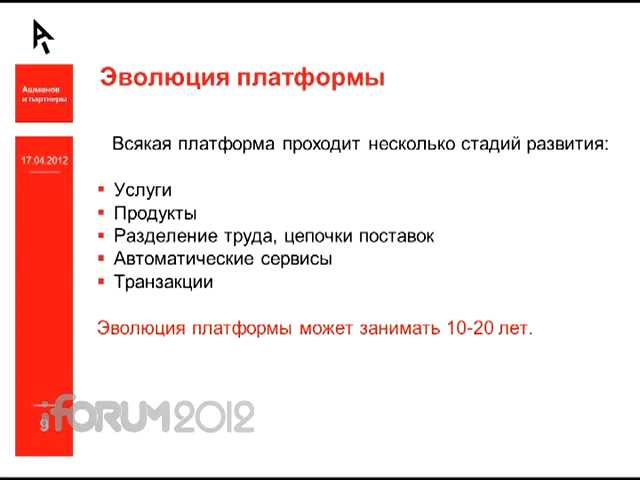 Эволюция платформы
Ашманов
и партнеры
Всякая платформа проходит несколько стадий развития:
17.04.2012
Услуги
Продукты
Разделение труда, цепочки поставок
Автоматические сервисы
Транзакции
Эволюция платформы может занимать 10-20 лет.
9
iFORUM2012